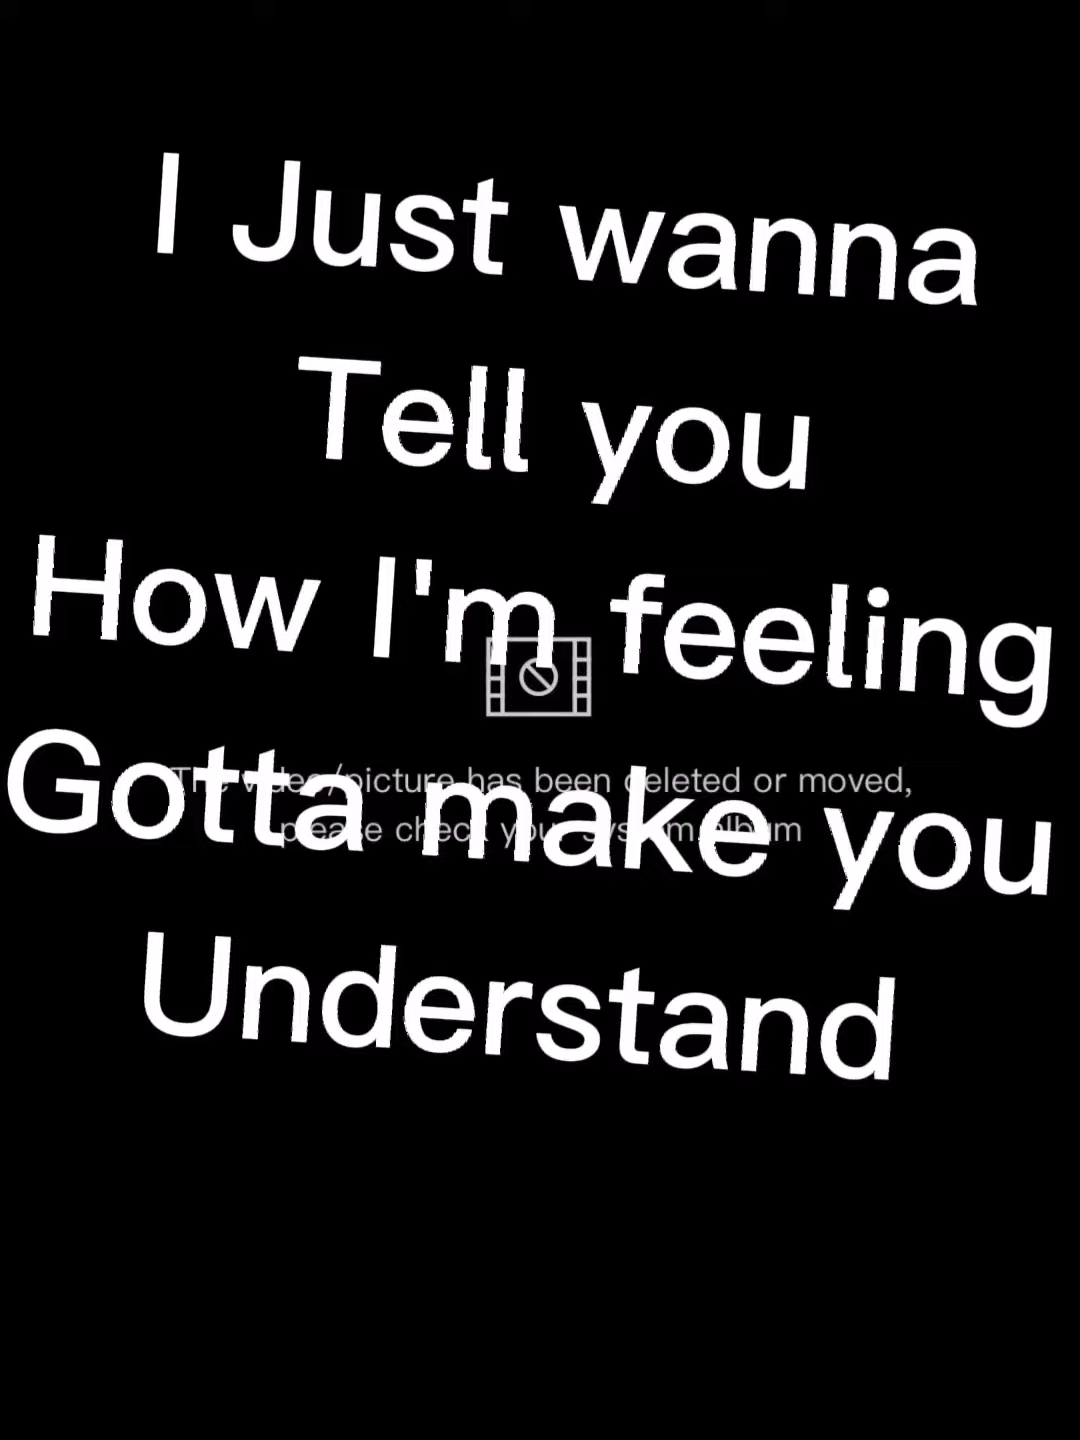 I Just wanna
Tell you
How I'm feeling
Gotta make you
Understand
The video/picture has been deleted or moved,
please check your system album